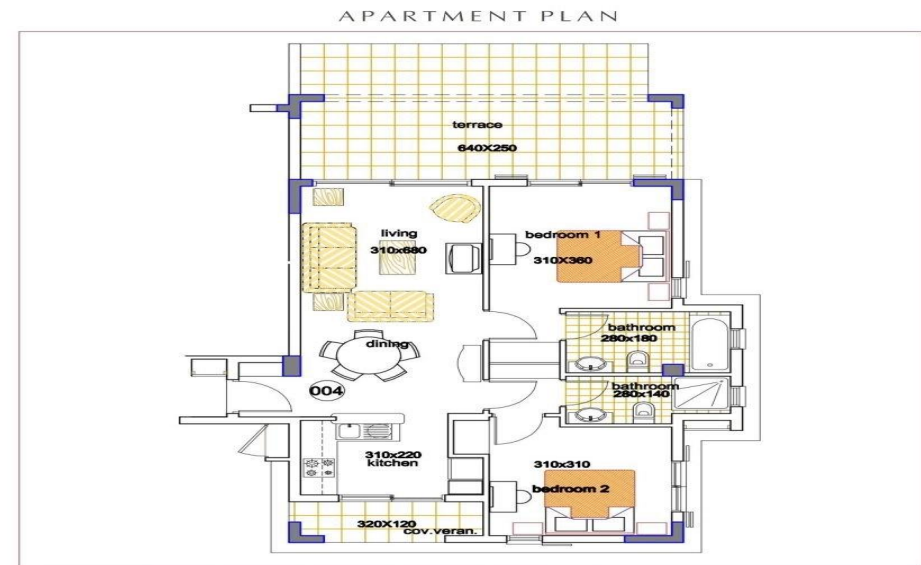 APARTMENT PLAN
terrace
640X250
living
310x680
bedroom 1
310X360
dining
bathroom
280x180
bathroom
280x140
004
310x220
kitchen
310x310
bedroom 2
320X120
cov.veran.